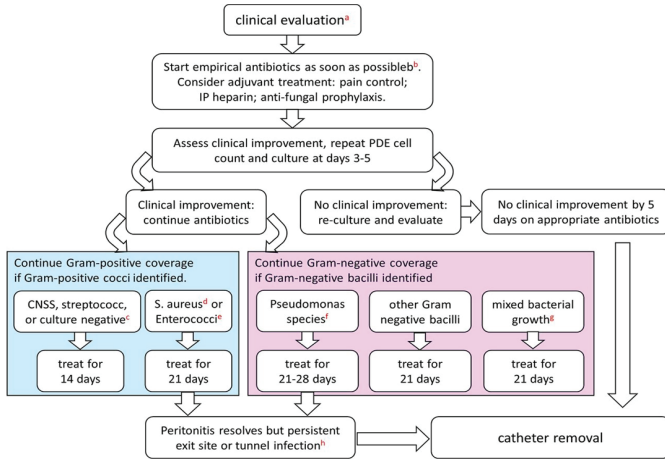 clinical evaluationa
Start empirical antibiotics as soon as possibleb b.
Consider adjuvant treatment: pain control;
IP heparin; anti-fungal prophylaxis.
Assess clinical improvement, repeat PDE cell
count and culture at days 3-5
Clinical improvement:
continue antibiotics
No clinical improvement:
re-culture and evaluate
No clinical improvement by 5
days on appropriate antibiotics
Continue Gram-positive coverage
if Gram-positive cocci identified.
CNSS, streptococc,
or culture negativec
S. aureusd or
Enterococcie
treat for
14 days
treat for
21 days
Continue Gram-negative coverage
if Gram-negative bacilli identified
Pseudomonas
speciesf
other Gram
negative bacilli
mixed bacterial
growthg
treat for
21-28 days
treat for
21 days
treat for
21 days
Peritonitis resolves but persistent
exit site or tunnel infectionh
catheter removal